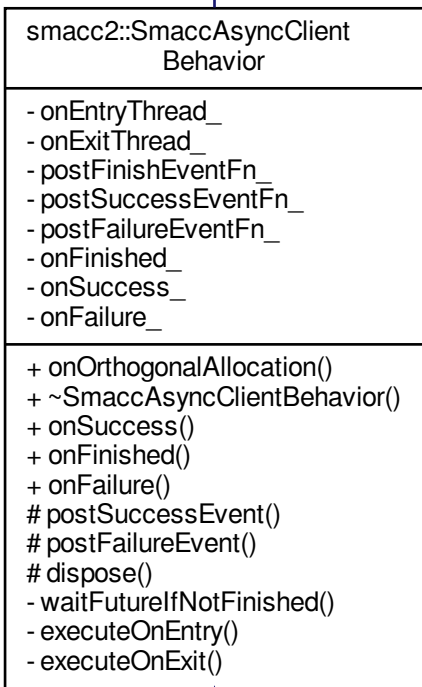 smacc2::SmaccAsyncClient
Behavior
- onEntryThread_
- onExitThread_
- postFinishEventFn_
- postSuccessEventFn_
- postFailureEventFn_
- onFinished_
- onSuccess_
- onFailure_
+ onOrthogonalAllocation()
+ ~SmaccAsyncClientBehavior()
+ onSuccess()
+ onFinished()
+ onFailure()
# postSuccessEvent()
# postFailureEvent()
# dispose()
- waitFutureIfNotFinished()
- executeOnEntry()
- executeOnExit()